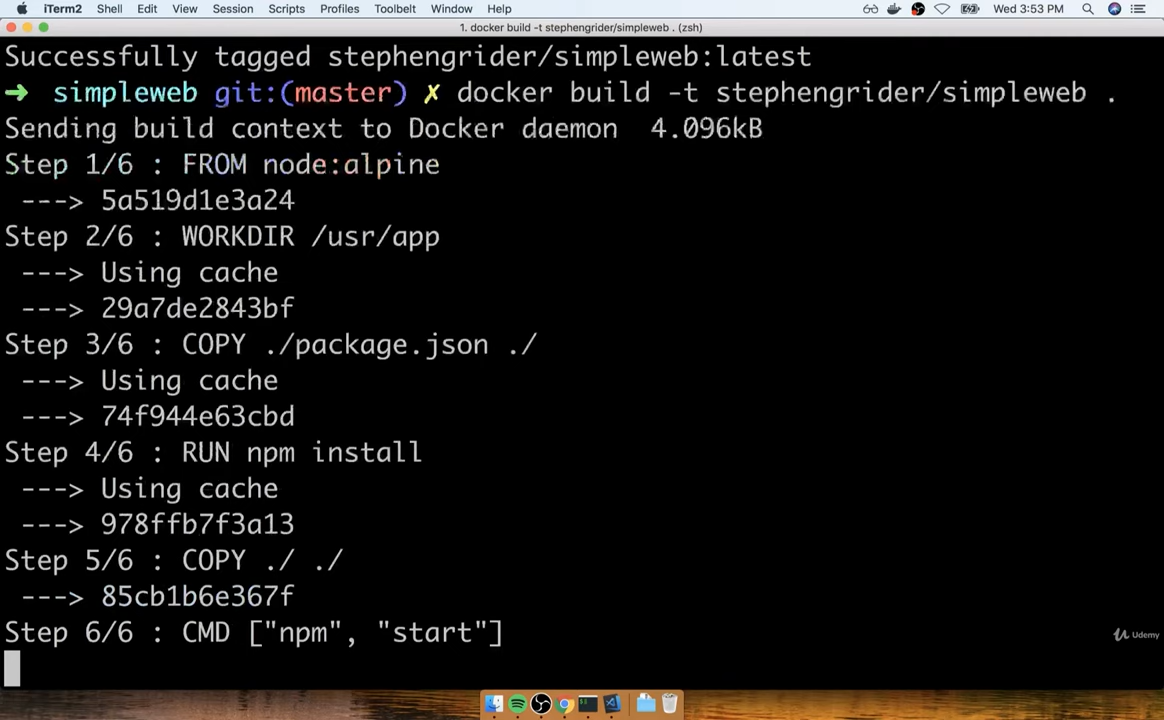 iTerm2 Shell Edit View Session Scripts Profiles Toolbelt Window Help Wed 3:53 PM
1. docker build -t stephengrider/simpleweb . (zsh)
Successfully tagged stephengrider/simpleweb:latest
→ simpleweb git:(master) ✗ docker build -t stephengrider/simpleweb .
Sending build context to Docker daemon 4.096kB
Step 1/6 : FROM node:alpine
---> 5a519d1e3a24
Step 2/6 : WORKDIR /usr/app
---> Using cache
---> 29a7de2843bf
Step 3/6 : COPY ./package.json ./
---> Using cache
---> 74f944e63cbd
Step 4/6 : RUN npm install
---> Using cache
---> 978ffb7f3a13
Step 5/6 : COPY ./ ./
---> 85cb1b6e367f
Step 6/6 : CMD ["npm", "start"]
Udemy